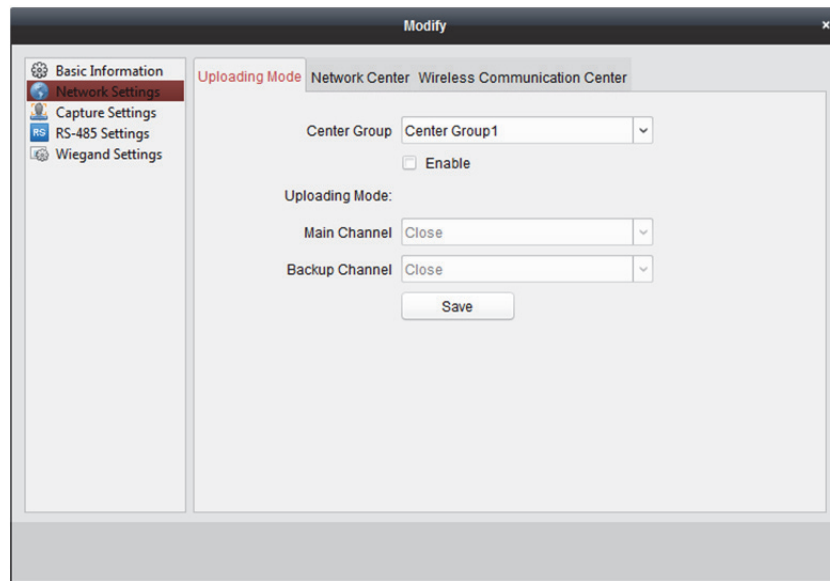 Modify
×
Basic Information
Network Settings
Capture Settings
RS RS-485 Settings
Wiegand Settings
Uploading Mode Network Center Wireless Communication Center
Center Group Center Group1
Enable
Uploading Mode:
Main Channel Close
Backup Channel Close
Save